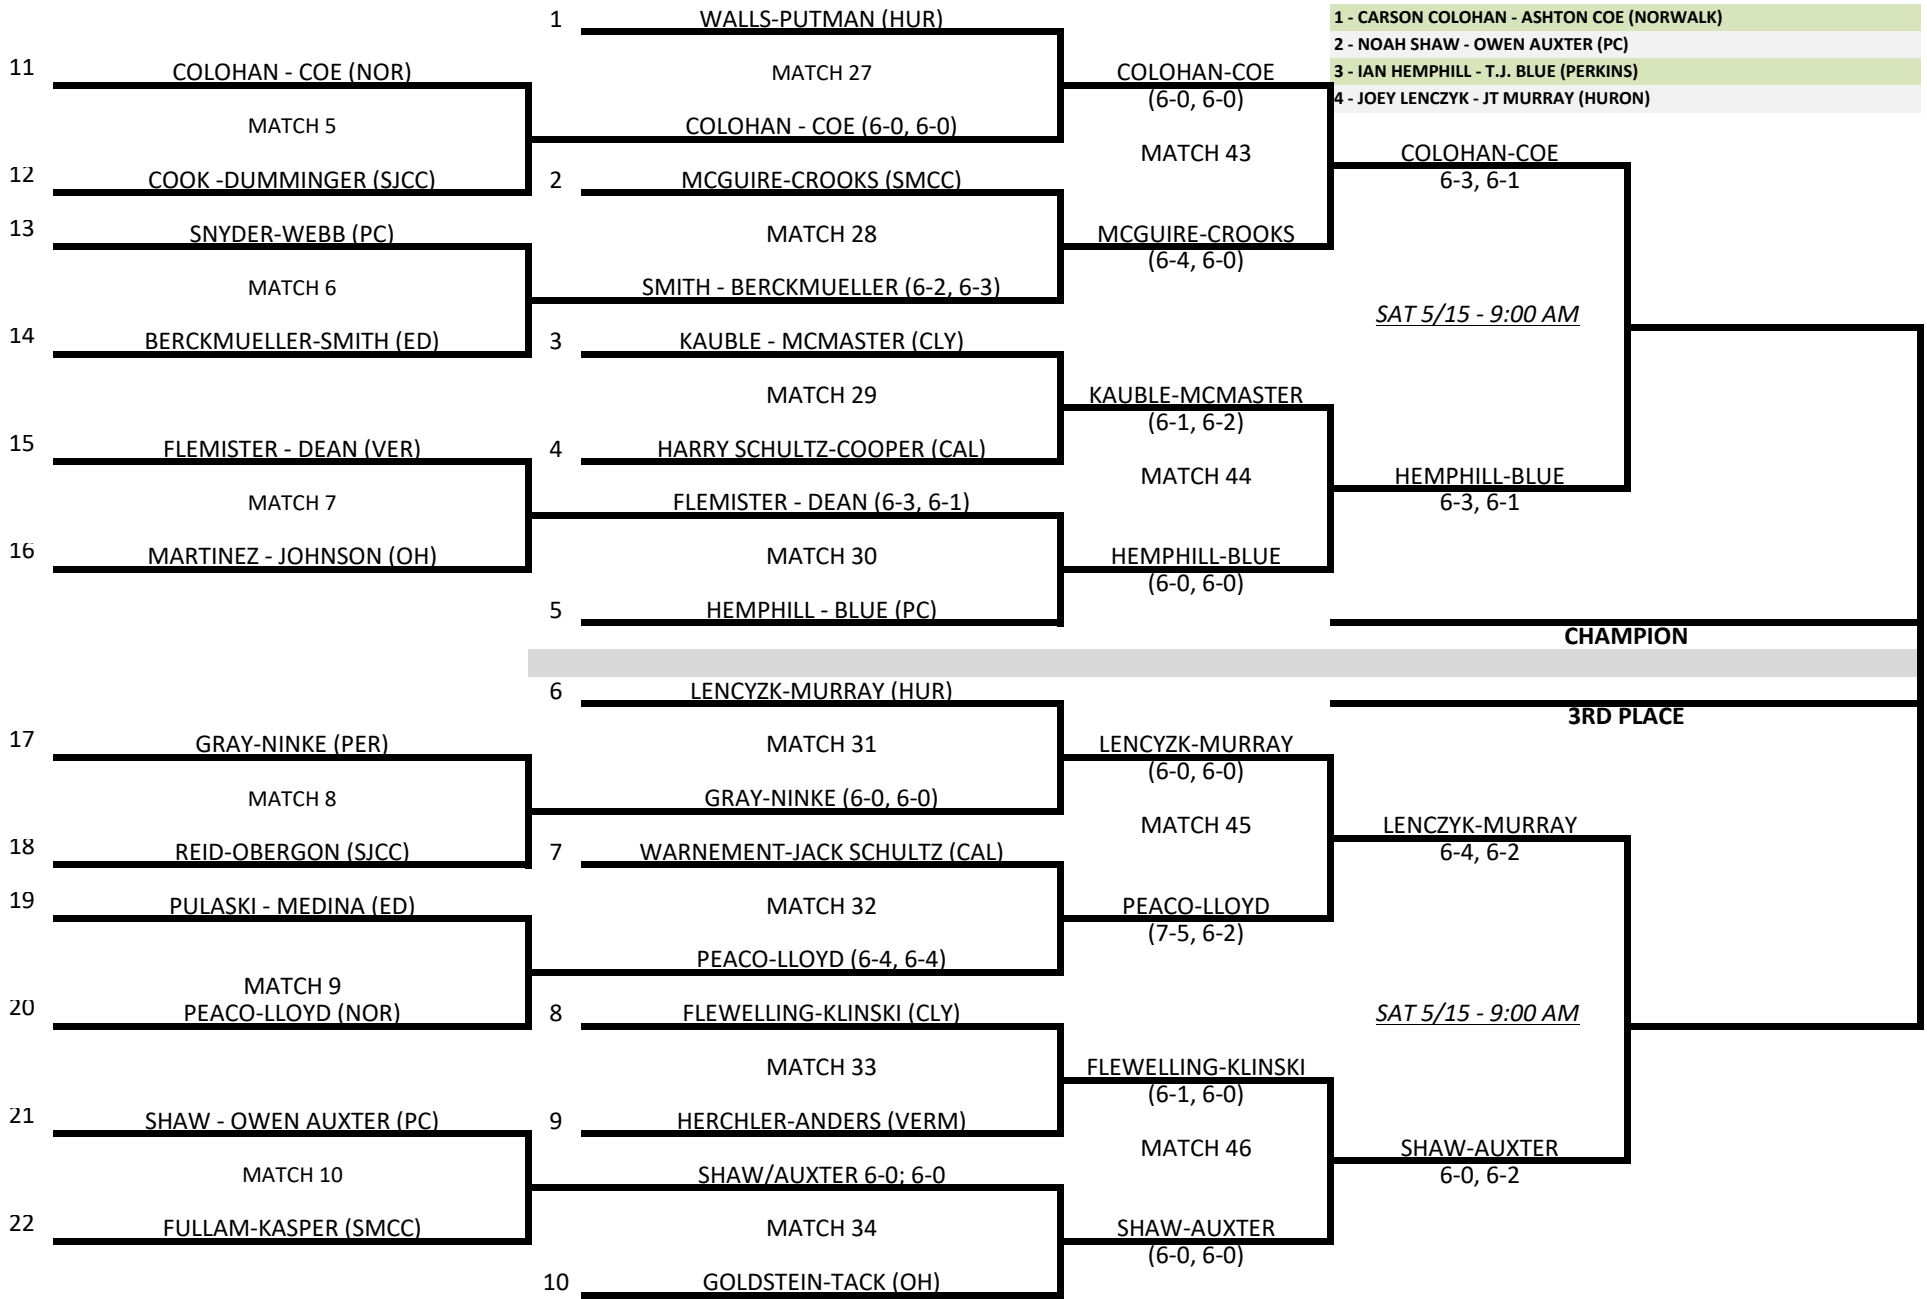 1 WALLS-PUTMAN (HUR)
1 - CARSON COLOHAN - ASHTON COE (NORWALK)
2 - NOAH SHAW - OWEN AUXTER (PC)
11 COLOHAN - COE (NOR) MATCH 27 COLOHAN-COE 3 - IAN HEMPHILL - T.J. BLUE (PERKINS)
(6-0, 6-0) 4 - JOEY LENCZYK - JT MURRAY (HURON)
MATCH 5 COLOHAN - COE (6-0, 6-0)
MATCH 43 COLOHAN-COE
12 COOK -DUMMINGER (SJCC) 2 MCGUIRE-CROOKS (SMCC) 6-3, 6-1
13 SNYDER-WEBB (PC) MATCH 28 MCGUIRE-CROOKS
(6-4, 6-0)
MATCH 6 SMITH - BERCKMUELLER (6-2, 6-3)
SAT 5/15 - 9:00 AM
14 BERCKMUELLER-SMITH (ED) 3 KAUBLE - MCMASTER (CLY)
MATCH 29 KAUBLE-MCMASTER
(6-1, 6-2)
15 FLEMISTER - DEAN (VER) 4 HARRY SCHULTZ-COOPER (CAL)
MATCH 44 HEMPHILL-BLUE
MATCH 7 FLEMISTER - DEAN (6-3, 6-1) 6-3, 6-1
16 MARTINEZ - JOHNSON (OH) MATCH 30 HEMPHILL-BLUE
(6-0, 6-0)
5 HEMPHILL - BLUE (PC)
CHAMPION
6 LENCYZK-MURRAY (HUR)
3RD PLACE
17 GRAY-NINKE (PER) MATCH 31 LENCYZK-MURRAY
(6-0, 6-0)
MATCH 8 GRAY-NINKE (6-0, 6-0)
MATCH 45 LENCZYK-MURRAY
18 REID-OBERGON (SJCC) 7 WARNEMENT-JACK SCHULTZ (CAL) 6-4, 6-2
19 PULASKI - MEDINA (ED) MATCH 32 PEACO-LLOYD
(7-5, 6-2)
PEACO-LLOYD (6-4, 6-4)
MATCH 9
20 PEACO-LLOYD (NOR) 8 FLEWELLING-KLINSKI (CLY) SAT 5/15 - 9:00 AM
MATCH 33 FLEWELLING-KLINSKI
(6-1, 6-0)
21 SHAW - OWEN AUXTER (PC) 9 HERCHLER-ANDERS (VERM)
MATCH 46 SHAW-AUXTER
MATCH 10 SHAW/AUXTER 6-0; 6-0 6-0, 6-2
22 FULLAM-KASPER (SMCC) MATCH 34 SHAW-AUXTER
(6-0, 6-0)
10 GOLDSTEIN-TACK (OH)